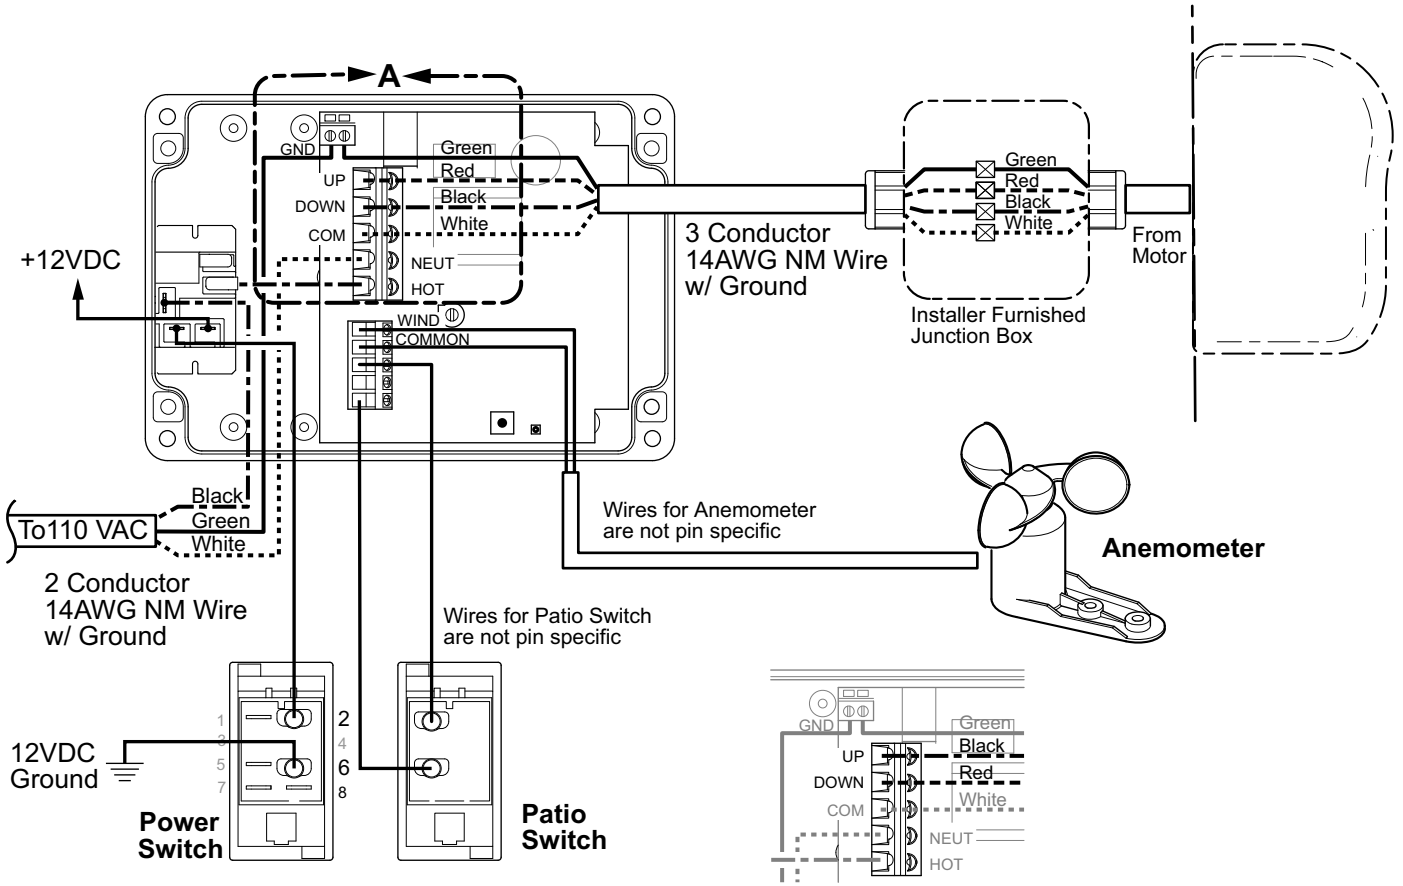 A
GND
Green
UP
Red
DOWN
Black
COM
White
NEUT
HOT
+12VDC
WIND
COMMON
3 Conductor
14AWG NM Wire
w/ Ground
Green
Red
Black
White
From
Motor
Installer Furnished
Junction Box
Black
To110 VAC
Green
White
2 Conductor
14AWG NM Wire
w/ Ground
Wires for Anemometer
are not pin specific
Anemometer
Wires for Patio Switch
are not pin specific
1
2
3
4
5
6
7
8
12VDC
Ground
Power
Switch
Patio
Switch
GND
Green
UP
Black
DOWN
Red
COM
White
NEUT
HOT